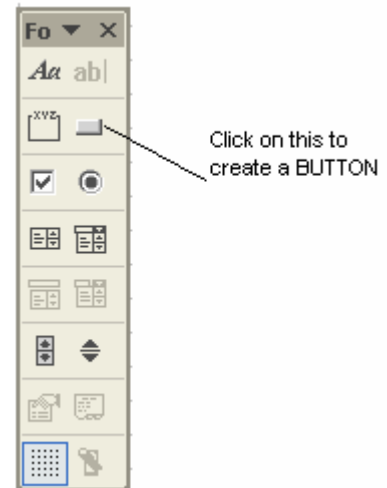 Fo
Aa ab|
XYZ
Click on this to
create a BUTTON